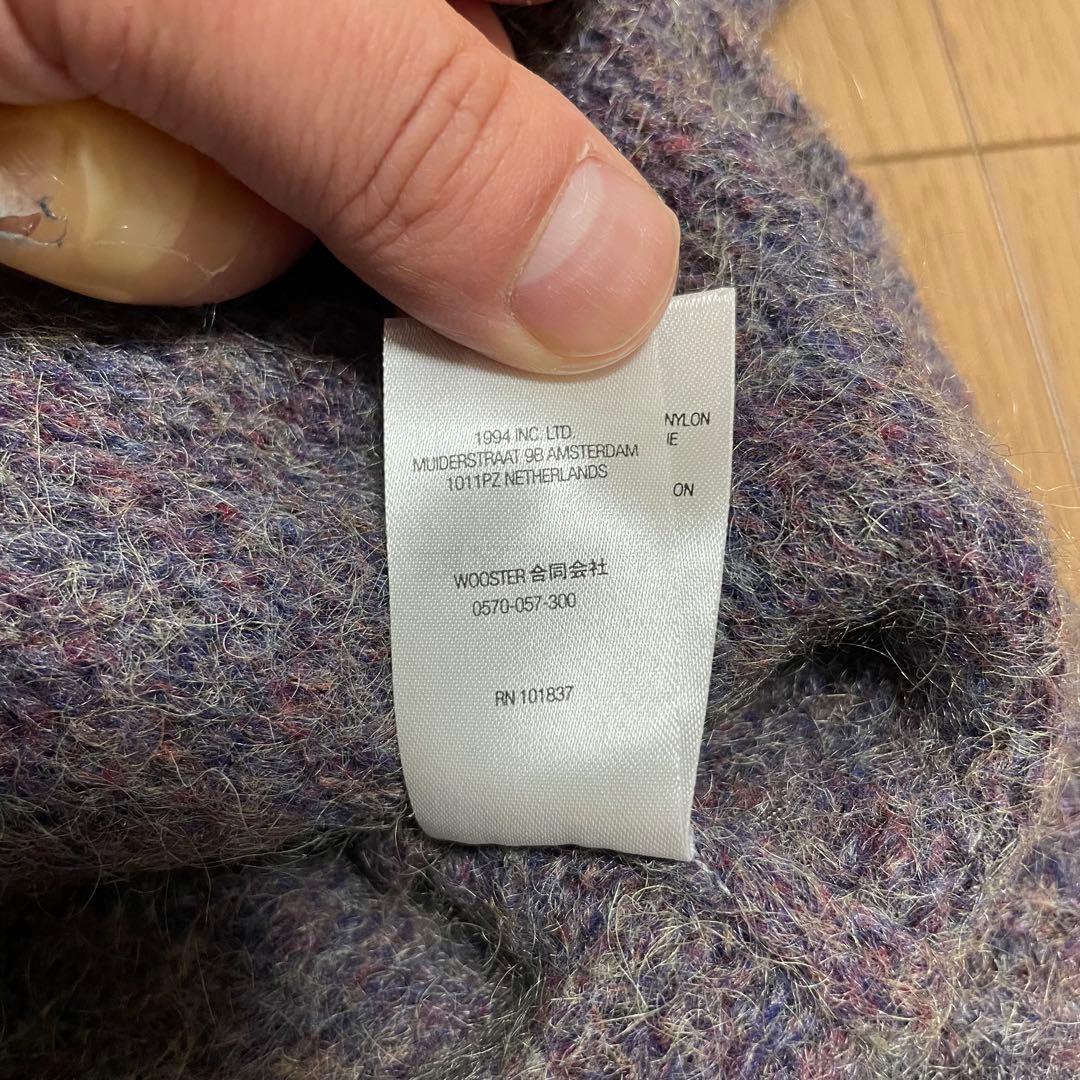 1994 INC. LTD.
MUIDERSTRAAT 9B AMSTERDAM
1011PZ NETHERLANDS
WOOSTER 合同会社
0570-057-300
RN 101837
NYLON
IE
ON